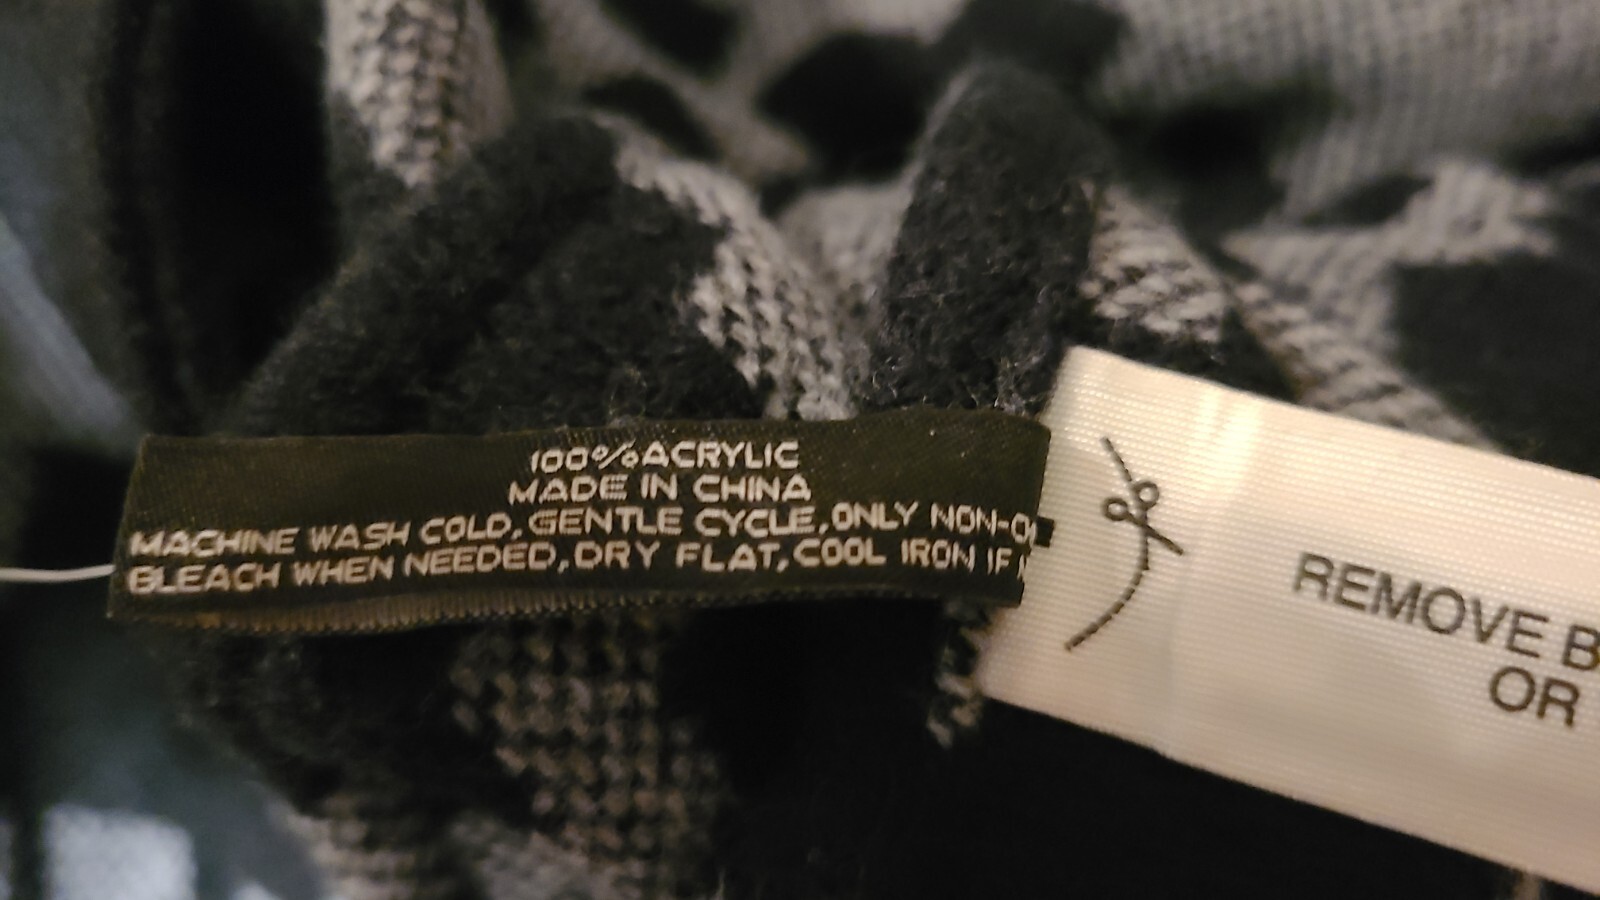 100% ACRYLIC
MADE IN CHINA
MACHINE WASH COLD, GENTLE CYCLE, ONLY
BLEACH WHEN NEEDED, DRY FLAT, COOL IRON IF
REMOVE
OR